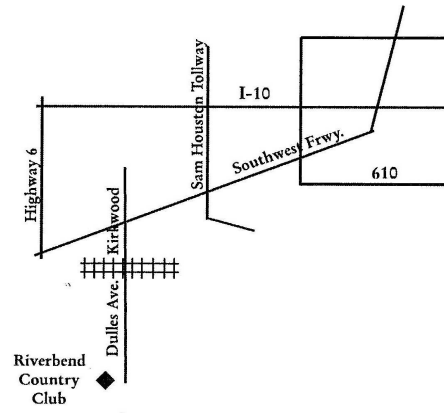 I-10
Sam Houston Tollway
Southwest Frwy.
610
Highway 6
Kirkwood
Dulles Ave.
Riverbend
Country
Club